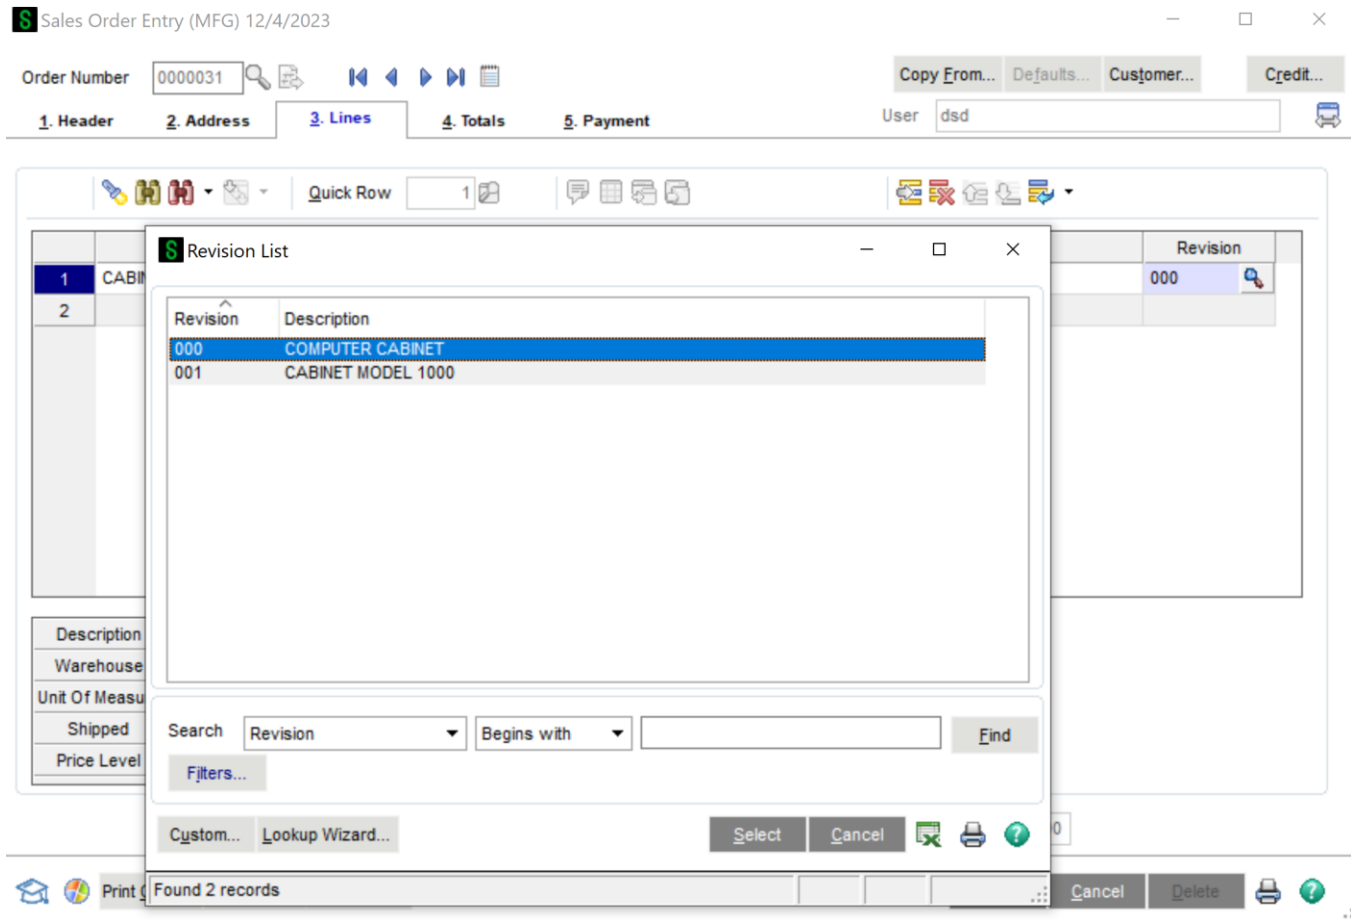 Sales Order Entry (MFG) 12/4/2023
Order Number 0000031 Copy From... Defaults... Customer... Credit...
1. Header 2. Address 3. Lines 4. Totals 5. Payment User dsd
Quick Row 1
Revision
1 CABIN 000
2
Revision List
Revision Description
000 COMPUTER CABINET
001 CABINET MODEL 1000
Description
Warehouse
Unit Of Measu
Shipped
Price Level
Search Revision Begins with Find
Filters...
Custom... Lookup Wizard... Select Cancel
Found 2 records
Print Cancel Delete